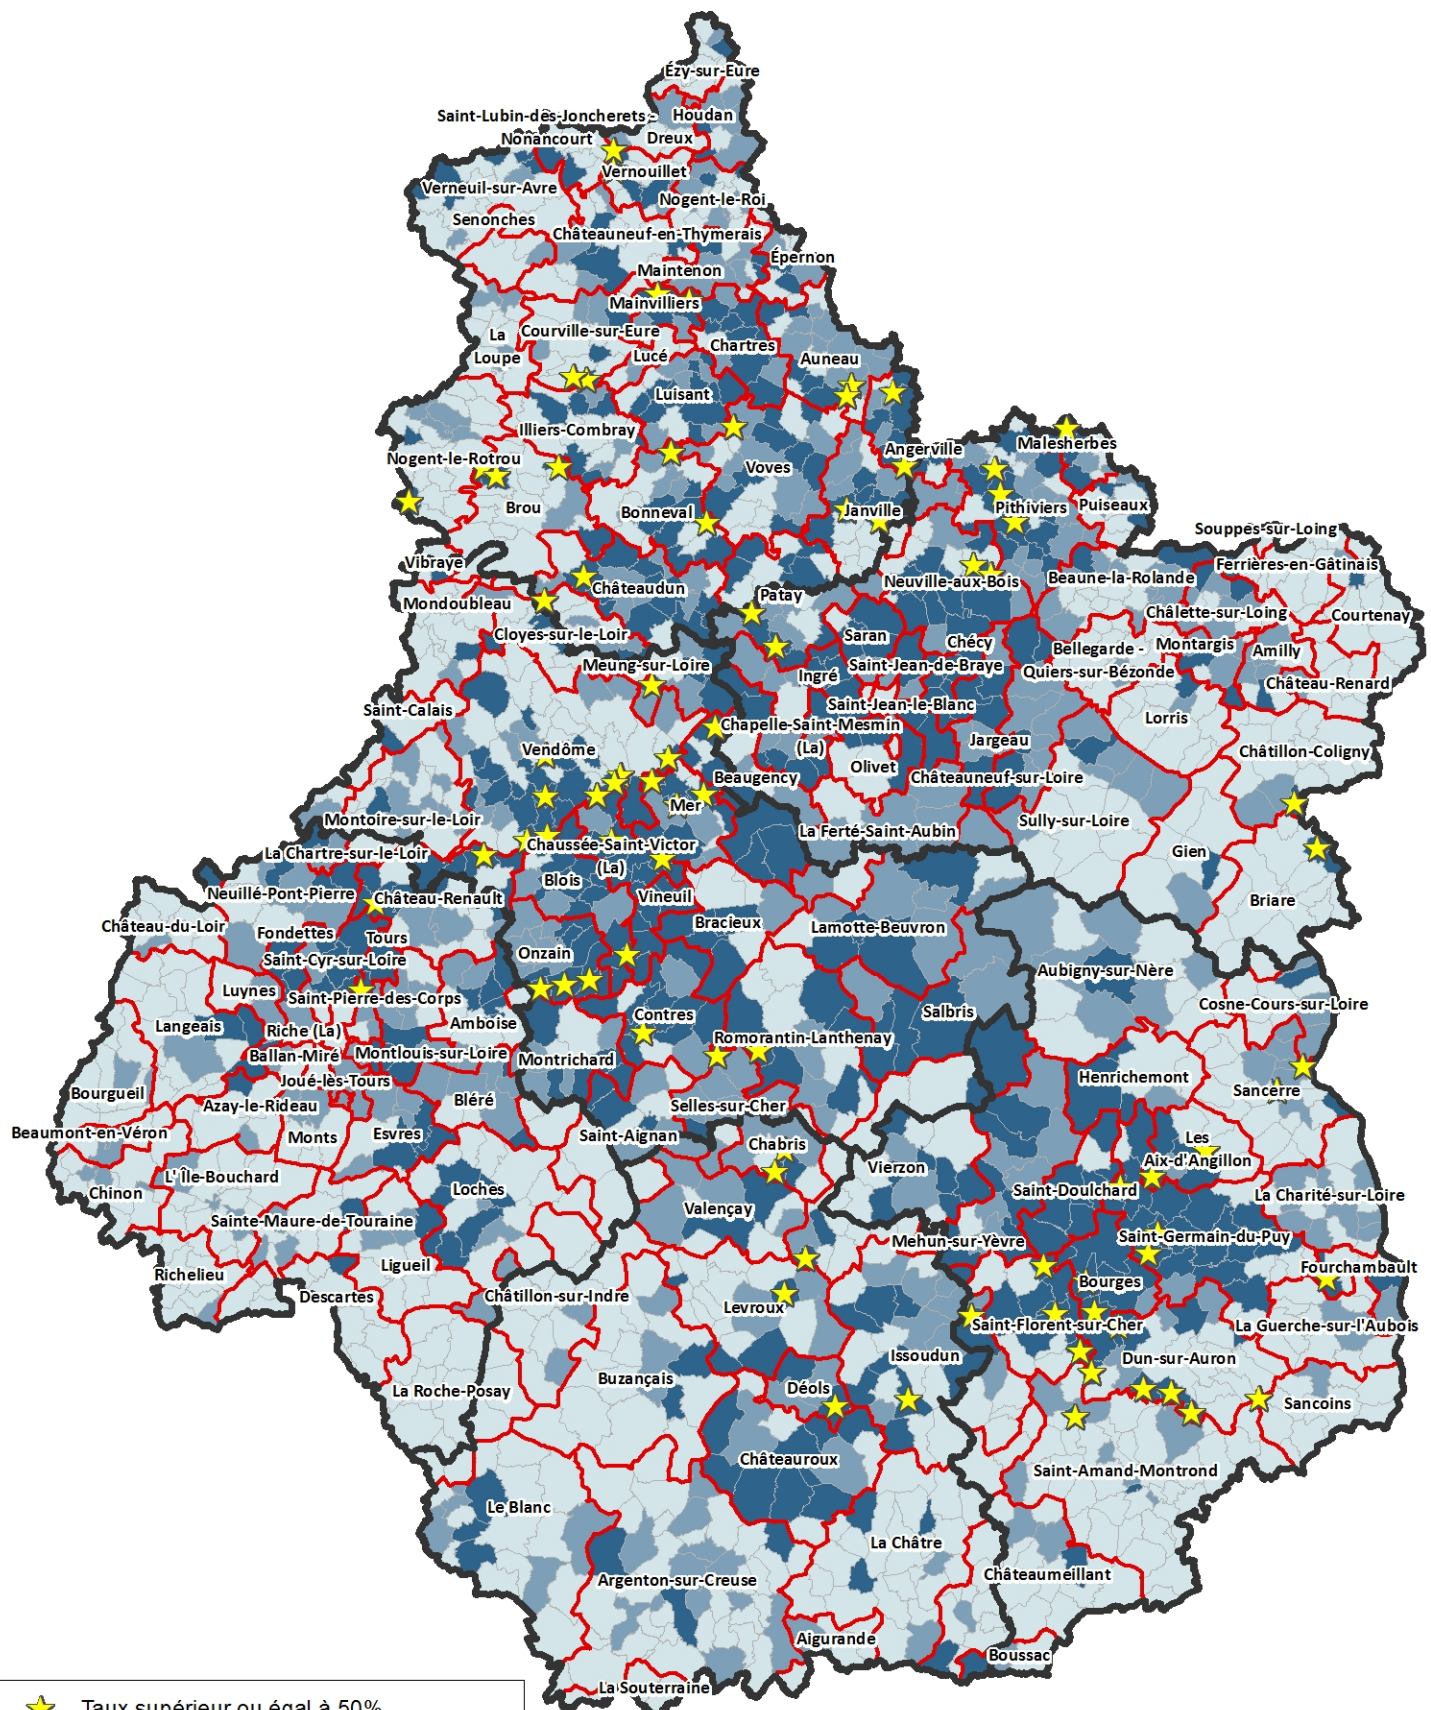 Ézy-sur-Eure
Saint-Lubin-des-Joncherets -
Houdan
Nonancourt
Dreux
Vernouillet
Verneuil-sur-Avre
Nogent-le-Roi
Senonches
Châteauneuf-en-Thymerais
Épernon
Maintenon
Mainvilliers
La
Loupe
Courville-sur-Eure
Lucé
Chartres
Auneau
Luisant
Illiers-Combray
Angerville
Malesherbes
Nogent-le-Rotrou
Voves
Brou
Bonneval
Janville
Pithiviers
Puiseaux
Souppes-sur-Loing
Vibraye
Ferrières-en-Gâtinais
Châteaudun
Neuville-aux-Bois
Beaune-la-Rolande
Mondoubleau
Patay
Châlette-sur-Loing
Courtenay
Cloyes-sur-le-Loir
Saran
Chécy
Bellegarde -
Quiers-sur-Bézonde
Montargis
Amilly
Meung-sur-Loire
Ingré
Saint-Jean-de-Braye
Château-Renard
Saint-Calais
Saint-Jean-le-Blanc
Chapelle-Saint-Mesmin
(La)
Lorris
Vendôme
Jargeau
Châtillon-Coligny
Olivet
Beaugency
Châteauneuf-sur-Loire
Mer
Montoire-sur-le-Loir
La Ferté-Saint-Aubin
Sully-sur-Loire
La Chartre-sur-le-Loir
Chaussée-Saint-Victor
(La)
Gien
Blois
Neuillé-Pont-Pierre
Château-Renault
Vineuil
Briare
Château-du-Loir
Fondettes
Tours
Bracieux
Lamotte-Beuvron
Saint-Cyr-sur-Loire
Onzain
Aubigny-sur-Nère
Luynes
Saint-Pierre-des-Corps
Cosne-Cours-sur-Loire
Langeais
Riche (La)
Amboise
Contres
Salbris
Ballan-Miré
Montlouis-sur-Loire
Montrichard
Romorantin-Lanthenay
Joué-lès-Tours
Henrichemont
Bourgueil
Azay-le-Rideau
Bléré
Selles-sur-Cher
Sancerre
Beaumont-en-Véron
Monts
Esvres
Saint-Aignan
Chabris
Les
Aix-d'Angillon
L' Île-Bouchard
Vierzon
Chinon
Loches
Saint-Doulchard
La Charité-sur-Loire
Sainte-Maure-de-Touraine
Valençay
Mehun-sur-Yèvre
Saint-Germain-du-Puy
Richelieu
Ligueil
Fourchambault
Descartes
Châtillon-sur-Indre
Levroux
Bourges
Saint-Florent-sur-Cher
La Guerche-sur-l'Aubois
Issoudun
Dun-sur-Auron
La Roche-Posay
Buzançais
Déols
Sancoins
Châteauroux
Saint-Amand-Montrond
Le Blanc
La Châtre
Argenton-sur-Creuse
Châteaumeillant
Aigurande
Boussac
La Souterraine
Taux supérieur ou égal à 50%